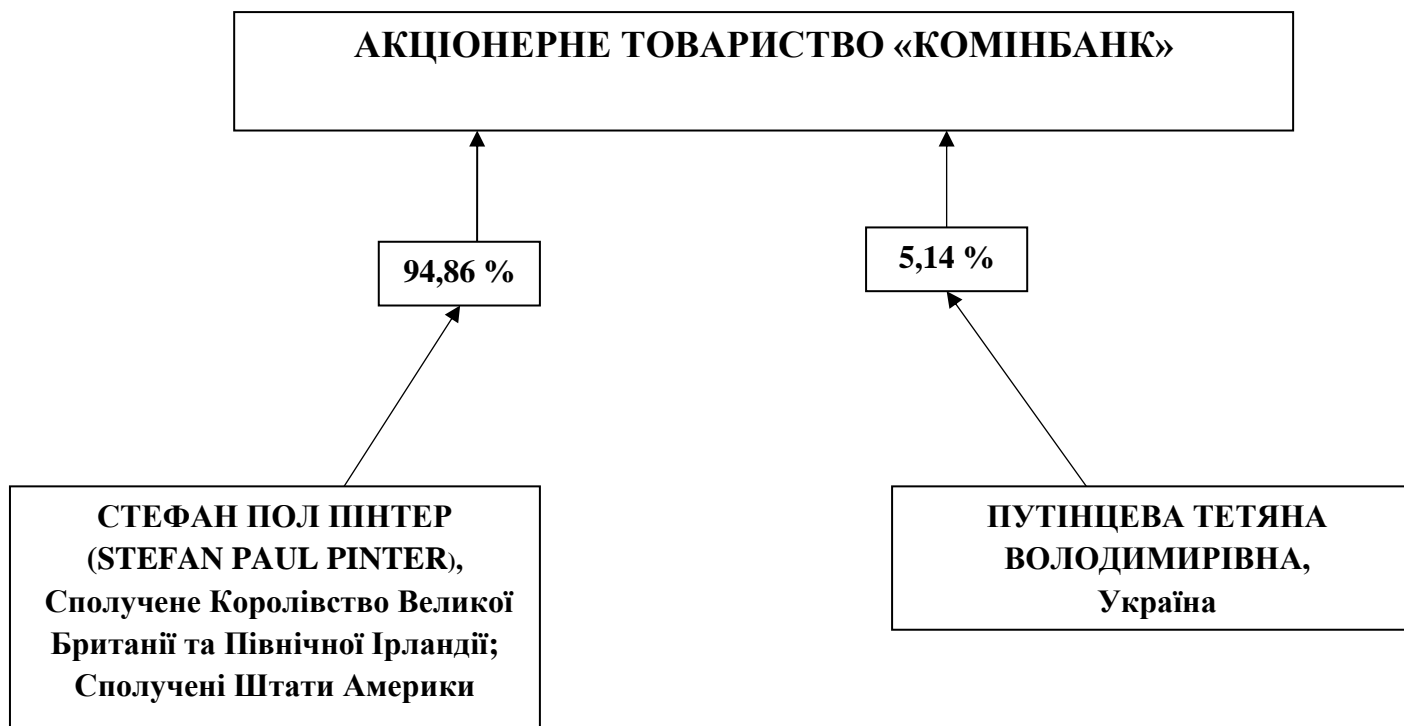 АКЦІОНЕРНЕ ТОВАРИСТВО «КОМІНБАНК»
94,86 %
5,14 %
СТЕФАН ПОЛ ПІНТЕР
(STEFAN PAUL PINTER),
Сполучене Королівство Великої
Британії та Північної Ірландії;
Сполучені Штати Америки
ПУТІНЦЕВА ТЕТЯНА
ВОЛОДИМИРІВНА,
Україна